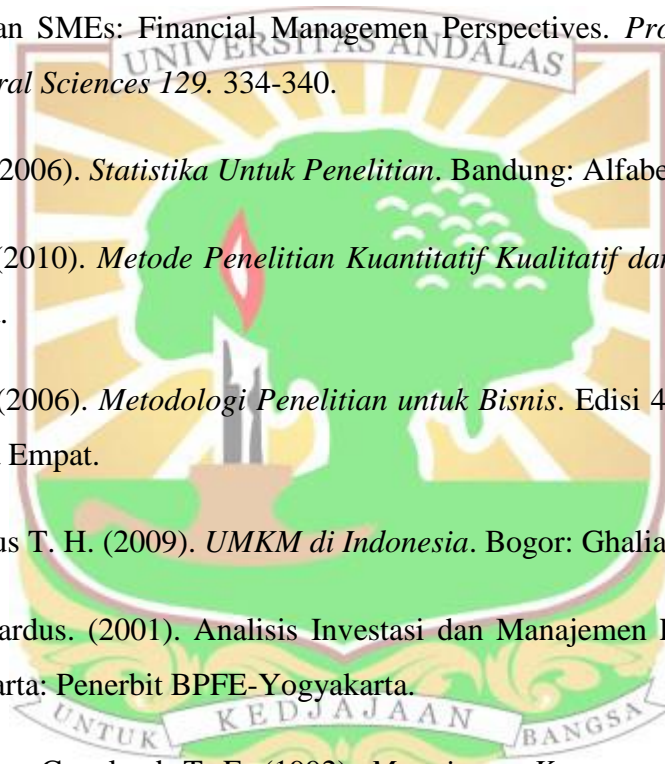 an SMEs: Financial Managemen Perspectives. Pro
UNIVERSITAS ANDALAS
ral Sciences 129. 334-340.
2006). Statistika Untuk Penelitian. Bandung: Alfabe
(2010). Metode Penelitian Kuantitatif Kualitatif dan
.
(2006). Metodologi Penelitian untuk Bisnis. Edisi 4
Empat.
us T. H. (2009). UMKM di Indonesia. Bogor: Ghalia
ardus. (2001). Analisis Investasi dan Manajemen
arta: Penerbit BPFE-Yogyakarta.
UNTUK KEDJAJAAN BANGSA
T. E. (1992).